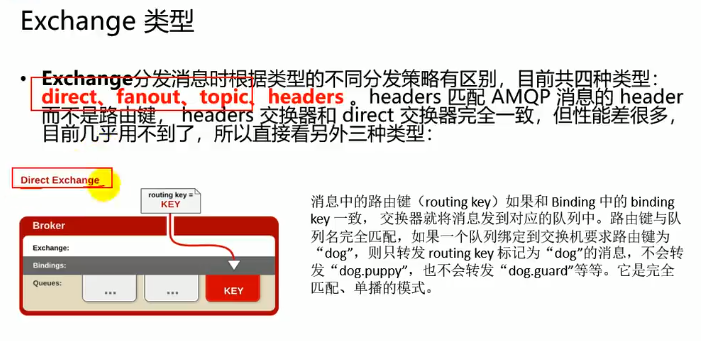 Exchange 类型
• Exchange分发消息时根据类型的不同分发策略有区别，目前共四种类型：
direct、fanout、topic、headers 。headers 匹配 AMQP 消息的 header
而不是路由键， headers 交换器和 direct 交换器完全一致，但性能差很多，
目前几乎用不到了，所以直接看另外三种类型：
Direct Exchange
routing key =
KEY
Broker
Exchange:
Bindings:
Queues:
... ... KEY
消息中的路由键（routing key）如果和 Binding 中的 binding
key 一致， 交换器就将消息发到对应的队列中。路由键与队
列名完全匹配，如果一个队列绑定到交换机要求路由键为
“dog”，则只转发 routing key 标记为“dog”的消息，不会转
发“dog.puppy”，也不会转发“dog.guard”等等。它是完全
匹配、单播的模式。